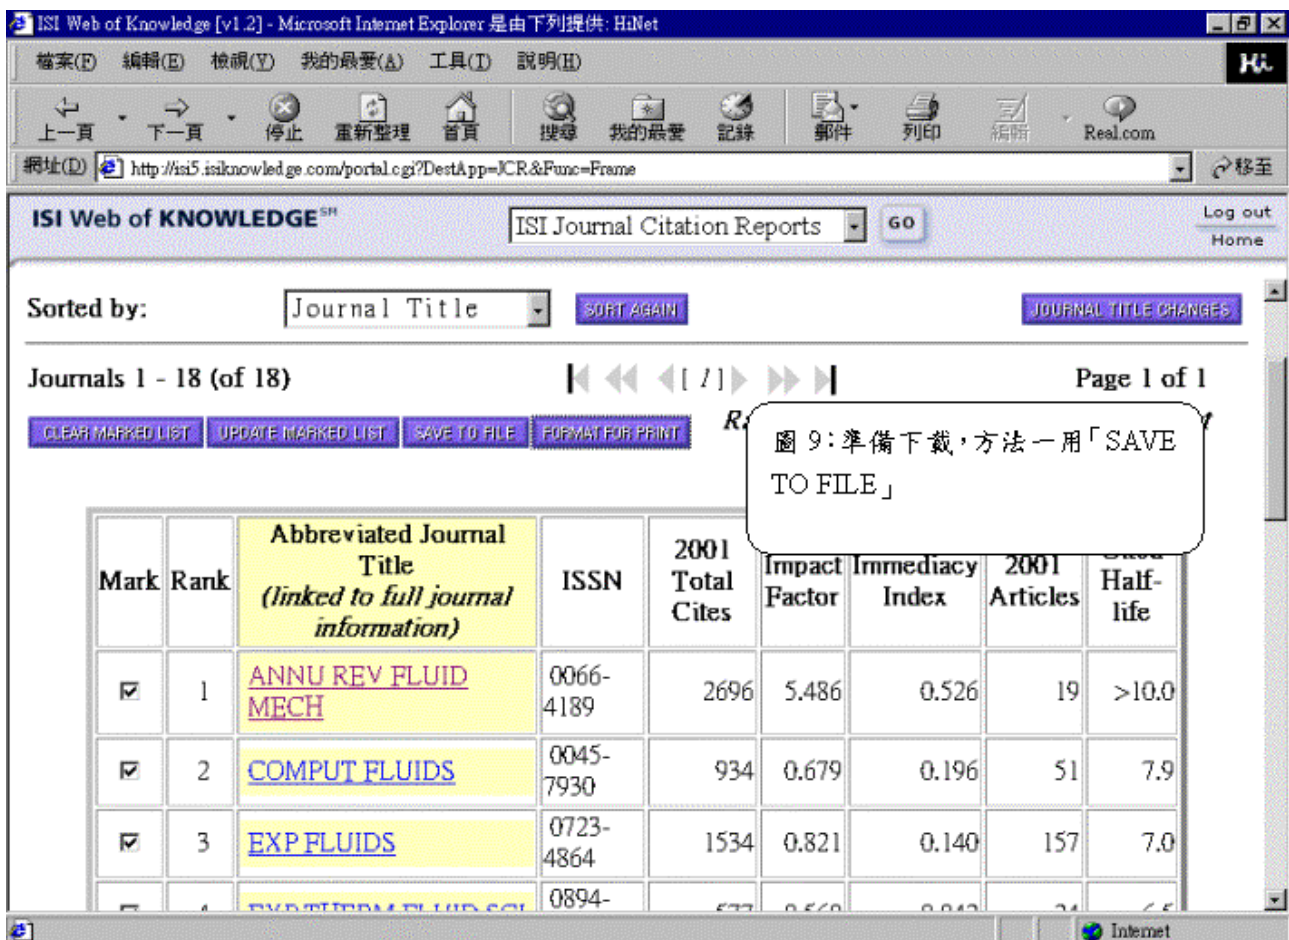 ISI Web of Knowledge [v1.2] - Microsoft Internet Explorer 是由下列提供: HiNet
檔案(F) 編輯(E) 檢視(V) 我的最愛(A) 工具(T) 說明(H)
Hi.
上一頁 下一頁 停止 重新整理 首頁 搜尋 我的最愛 記錄 郵件 列印 編輯 Real.com
網址(D) http://isi5.isiknowledge.com/portal.cgi?DestApp=JCR&Func=Frame 移至
ISI Web of KNOWLEDGE℠ ISI Journal Citation Reports GO Log out
Home
Sorted by: Journal Title SORT AGAIN JOURNAL TITLE CHANGES
Journals 1 - 18 (of 18) [ 1 ] Page 1 of 1
CLEAR MARKED LIST UPDATE MARKED LIST SAVE TO FILE FORMAT FOR PRINT
圖 9:準備下載,方法一用「SAVE
TO FILE」
Mark Rank Abbreviated Journal Title (linked to full journal information) ISSN 2001 Total Cites Impact Factor Immediacy Index 2001 Articles Cited Half-life
1 ANNU REV FLUID MECH 0066-4189 2696 5.486 0.526 19 >10.0
2 COMPUT FLUIDS 0045-7930 934 0.679 0.196 51 7.9
3 EXP FLUIDS 0723-4864 1534 0.821 0.140 157 7.0
EXP THERM FLUID SCI 0894-
Internet